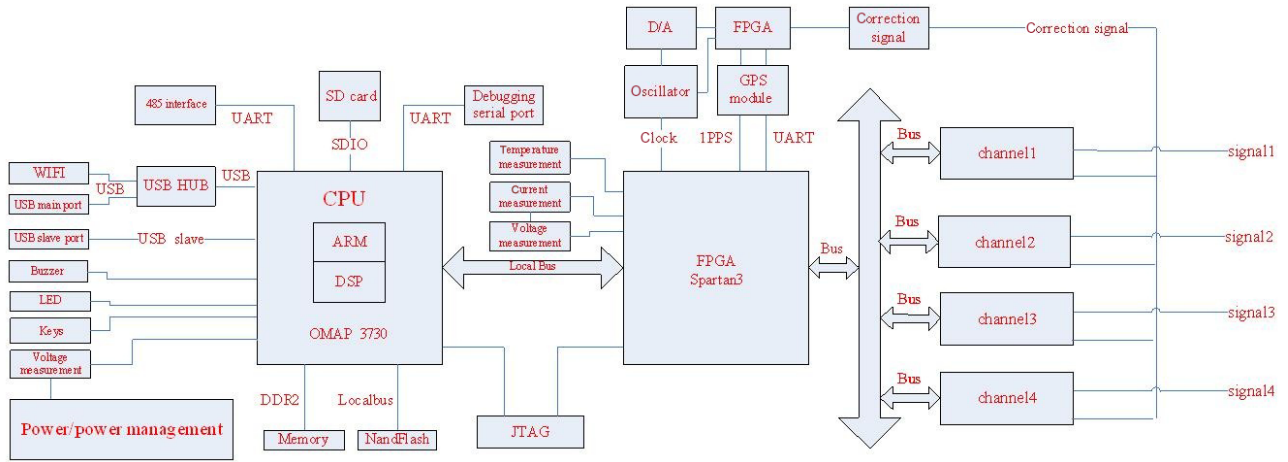 D/A
FPGA
Correction
signal
Correction signal
485 interface
SD card
Debugging
serial port
Oscillator
GPS
module
UART
SDIO
UART
Clock
1PPS
UART
WIFI
USB
USB main port
USB HUB
USB
CPU
ARM
DSP
OMAP 3730
USB slave port
USB slave
Buzzer
LED
Keys
Voltage
measurement
Power/power management
DDR2
Localbus
Memory
NandFlash
JTAG
Local Bus
Temperature
measurement
Current
measurement
Voltage
measurement
FPGA
Spartan3
Bus
Bus
channel1
signal1
Bus
channel2
signal2
Bus
channel3
signal3
Bus
channel4
signal4